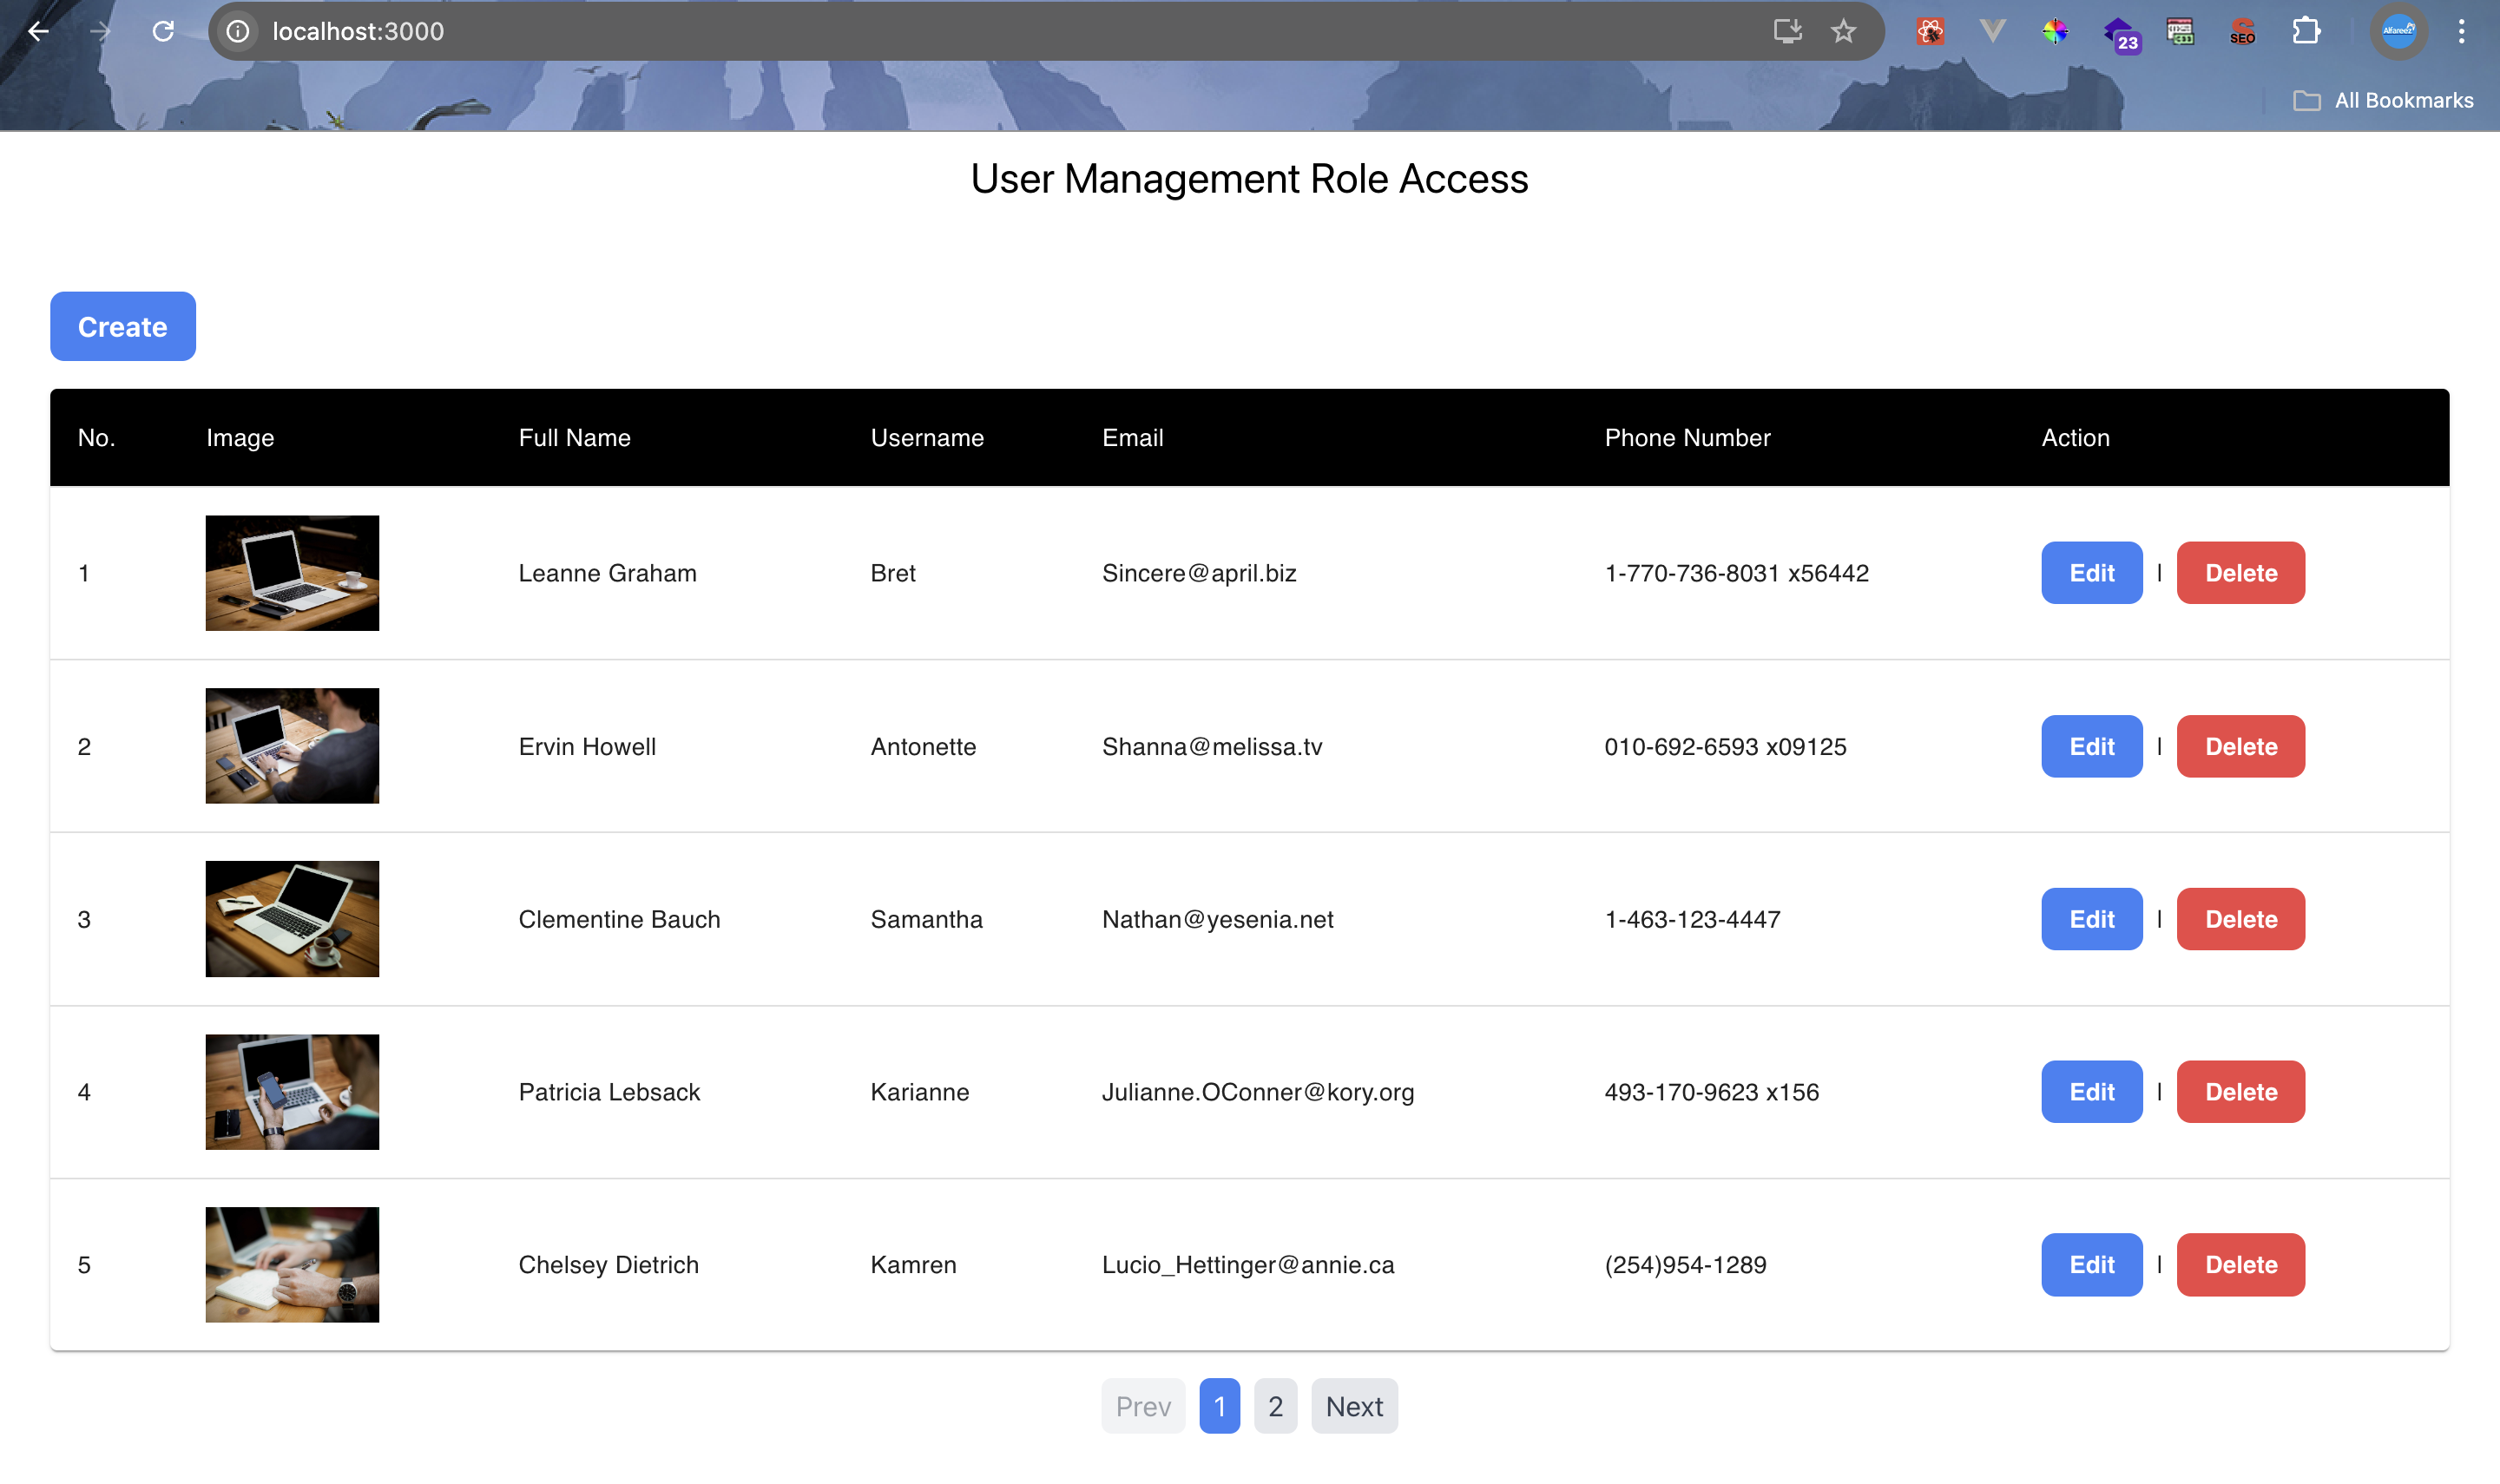 localhost:3000
23
SEO
Alfareez
All Bookmarks
User Management Role Access
Create
No. Image Full Name Username Email Phone Number Action
1 Leanne Graham Bret Sincere@april.biz 1-770-736-8031 x56442 Edit | Delete
2 Ervin Howell Antonette Shanna@melissa.tv 010-692-6593 x09125 Edit | Delete
3 Clementine Bauch Samantha Nathan@yesenia.net 1-463-123-4447 Edit | Delete
4 Patricia Lebsack Karianne Julianne.OConner@kory.org 493-170-9623 x156 Edit | Delete
5 Chelsey Dietrich Kamren Lucio_Hettinger@annie.ca (254)954-1289 Edit | Delete
Prev 1 2 Next